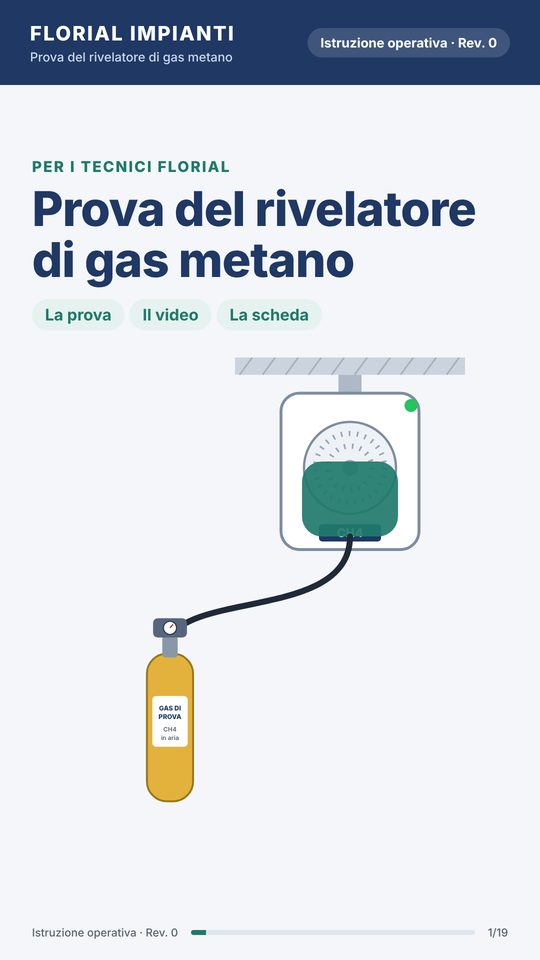 FLORIAL IMPIANTI
Prova del rivelatore di gas metano
Istruzione operativa · Rev. 0
PER I TECNICI FLORIAL
Prova del rivelatore
di gas metano
La prova
Il video
La scheda
CH4
GAS DI
PROVA
CH4
in aria
Istruzione operativa · Rev. 0
1/19